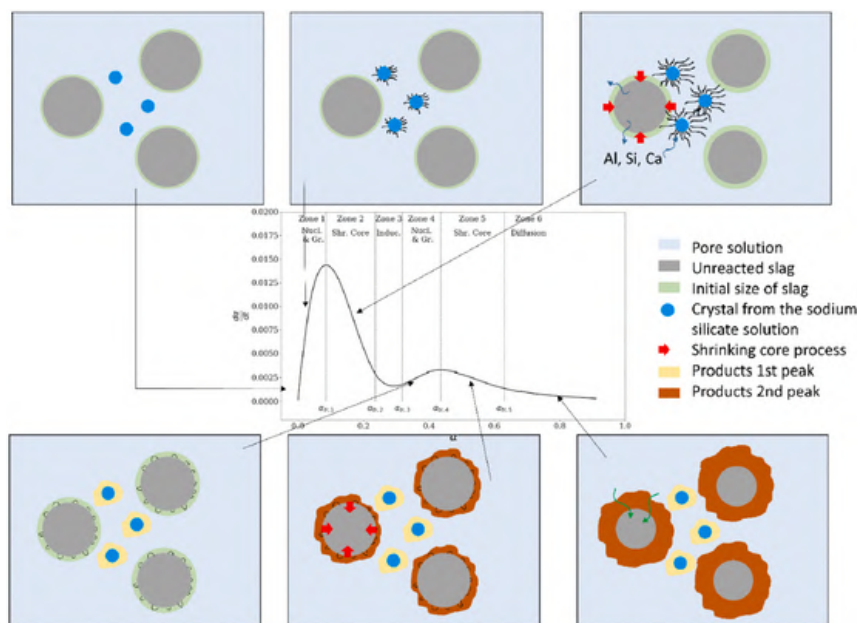 Al, Si, Ca
Zone 1 Zone 2 Zone 3 Zone 4 Zone 5 Zone 6
Nucl. & Gr. Shr. Core Induc. Nucl. & Gr. Shr. Core Diffusion
0.0200
0.0175
0.0150
0.0125
0.0100
0.0075
0.0050
0.0025
0.0000
0.0 0.2 0.4 0.6 0.8 1.0
Pore solution
Unreacted slag
Initial size of slag
Crystal from the sodium
silicate solution
Shrinking core process
Products 1st peak
Products 2nd peak